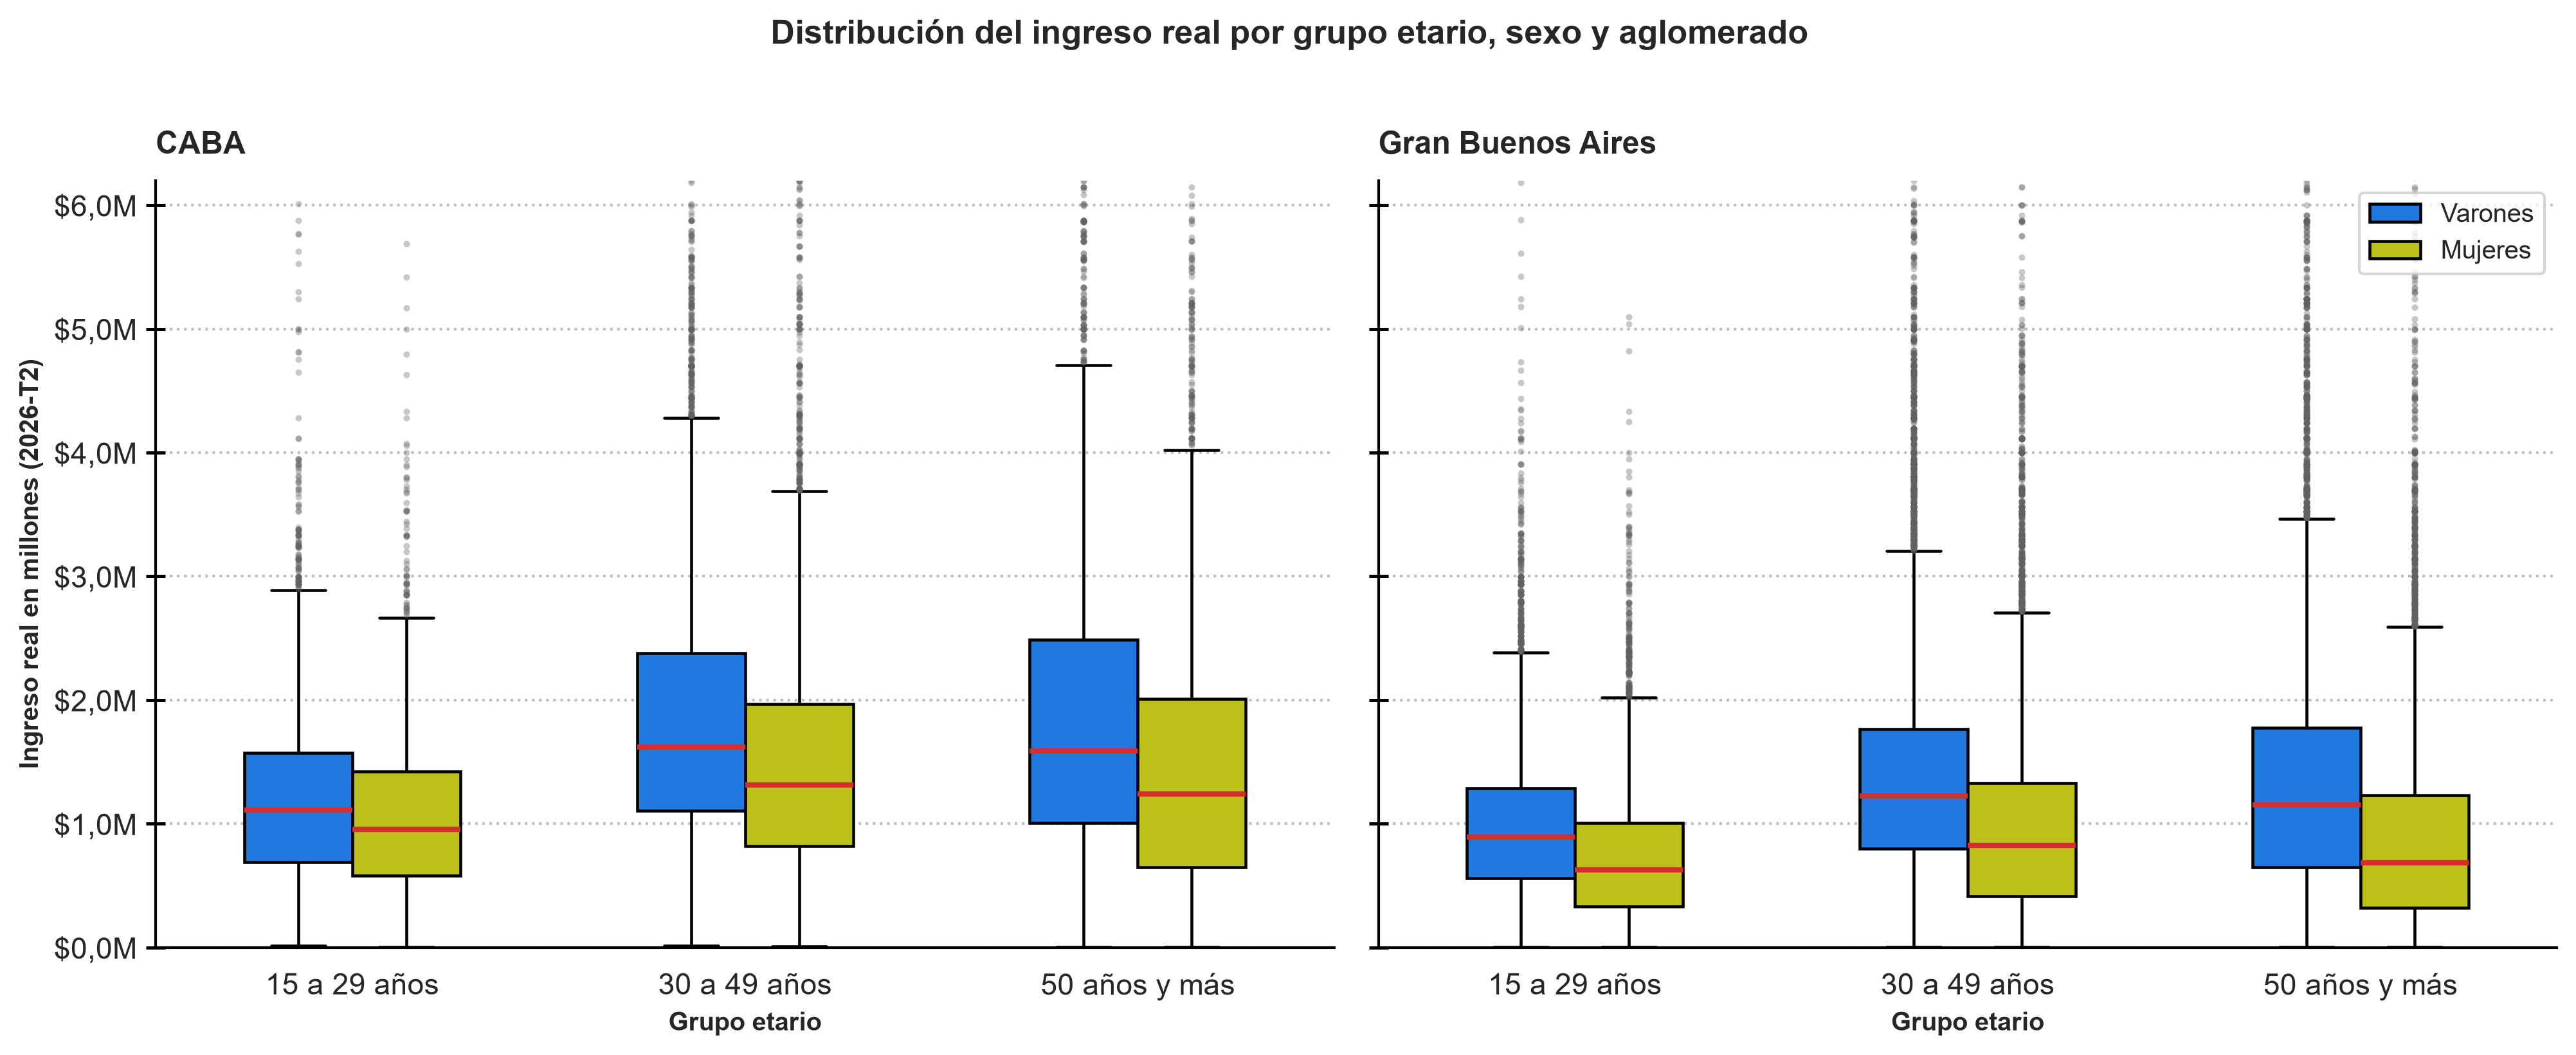 Distribución del ingreso real por grupo etario, sexo y aglomerado
CABA
Ingreso real en millones (2026-T2)
$6,0M
$5,0M
$4,0M
$3,0M
$2,0M
$1,0M
$0,0M
15 a 29 años
30 a 49 años
50 años y más
Grupo etario
Gran Buenos Aires
Varones
Mujeres
15 a 29 años
30 a 49 años
50 años y más
Grupo etario